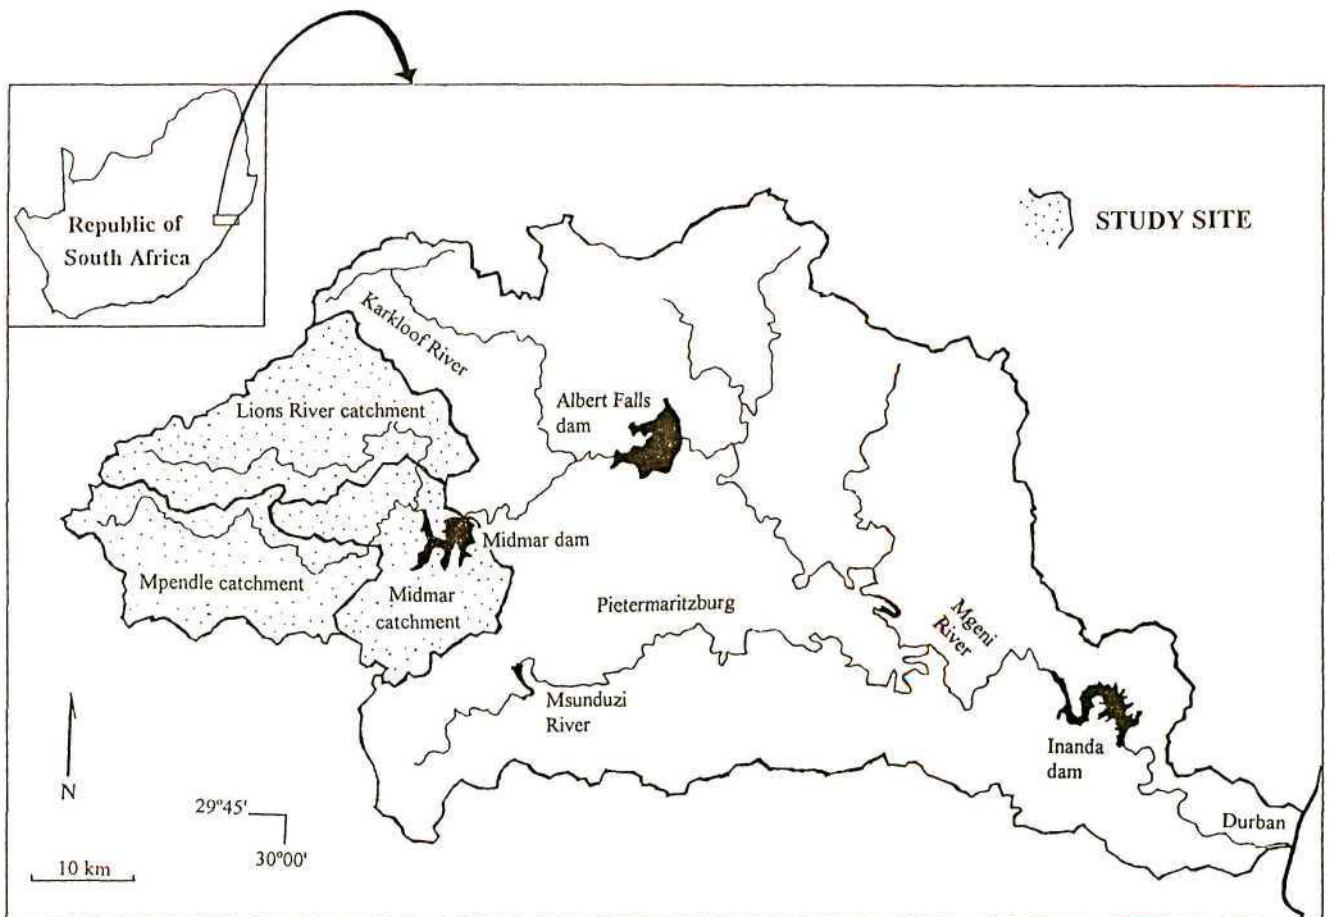 Republic of
South Africa
STUDY SITE
Karkloof River
Lions River catchment
Albert Falls
dam
Midmar dam
Mpendle catchment
Midmar
catchment
Pietermaritzburg
Mgeni
River
Msunduzi
River
Inanda
dam
N
29°45'
30°00'
10 km
Durban